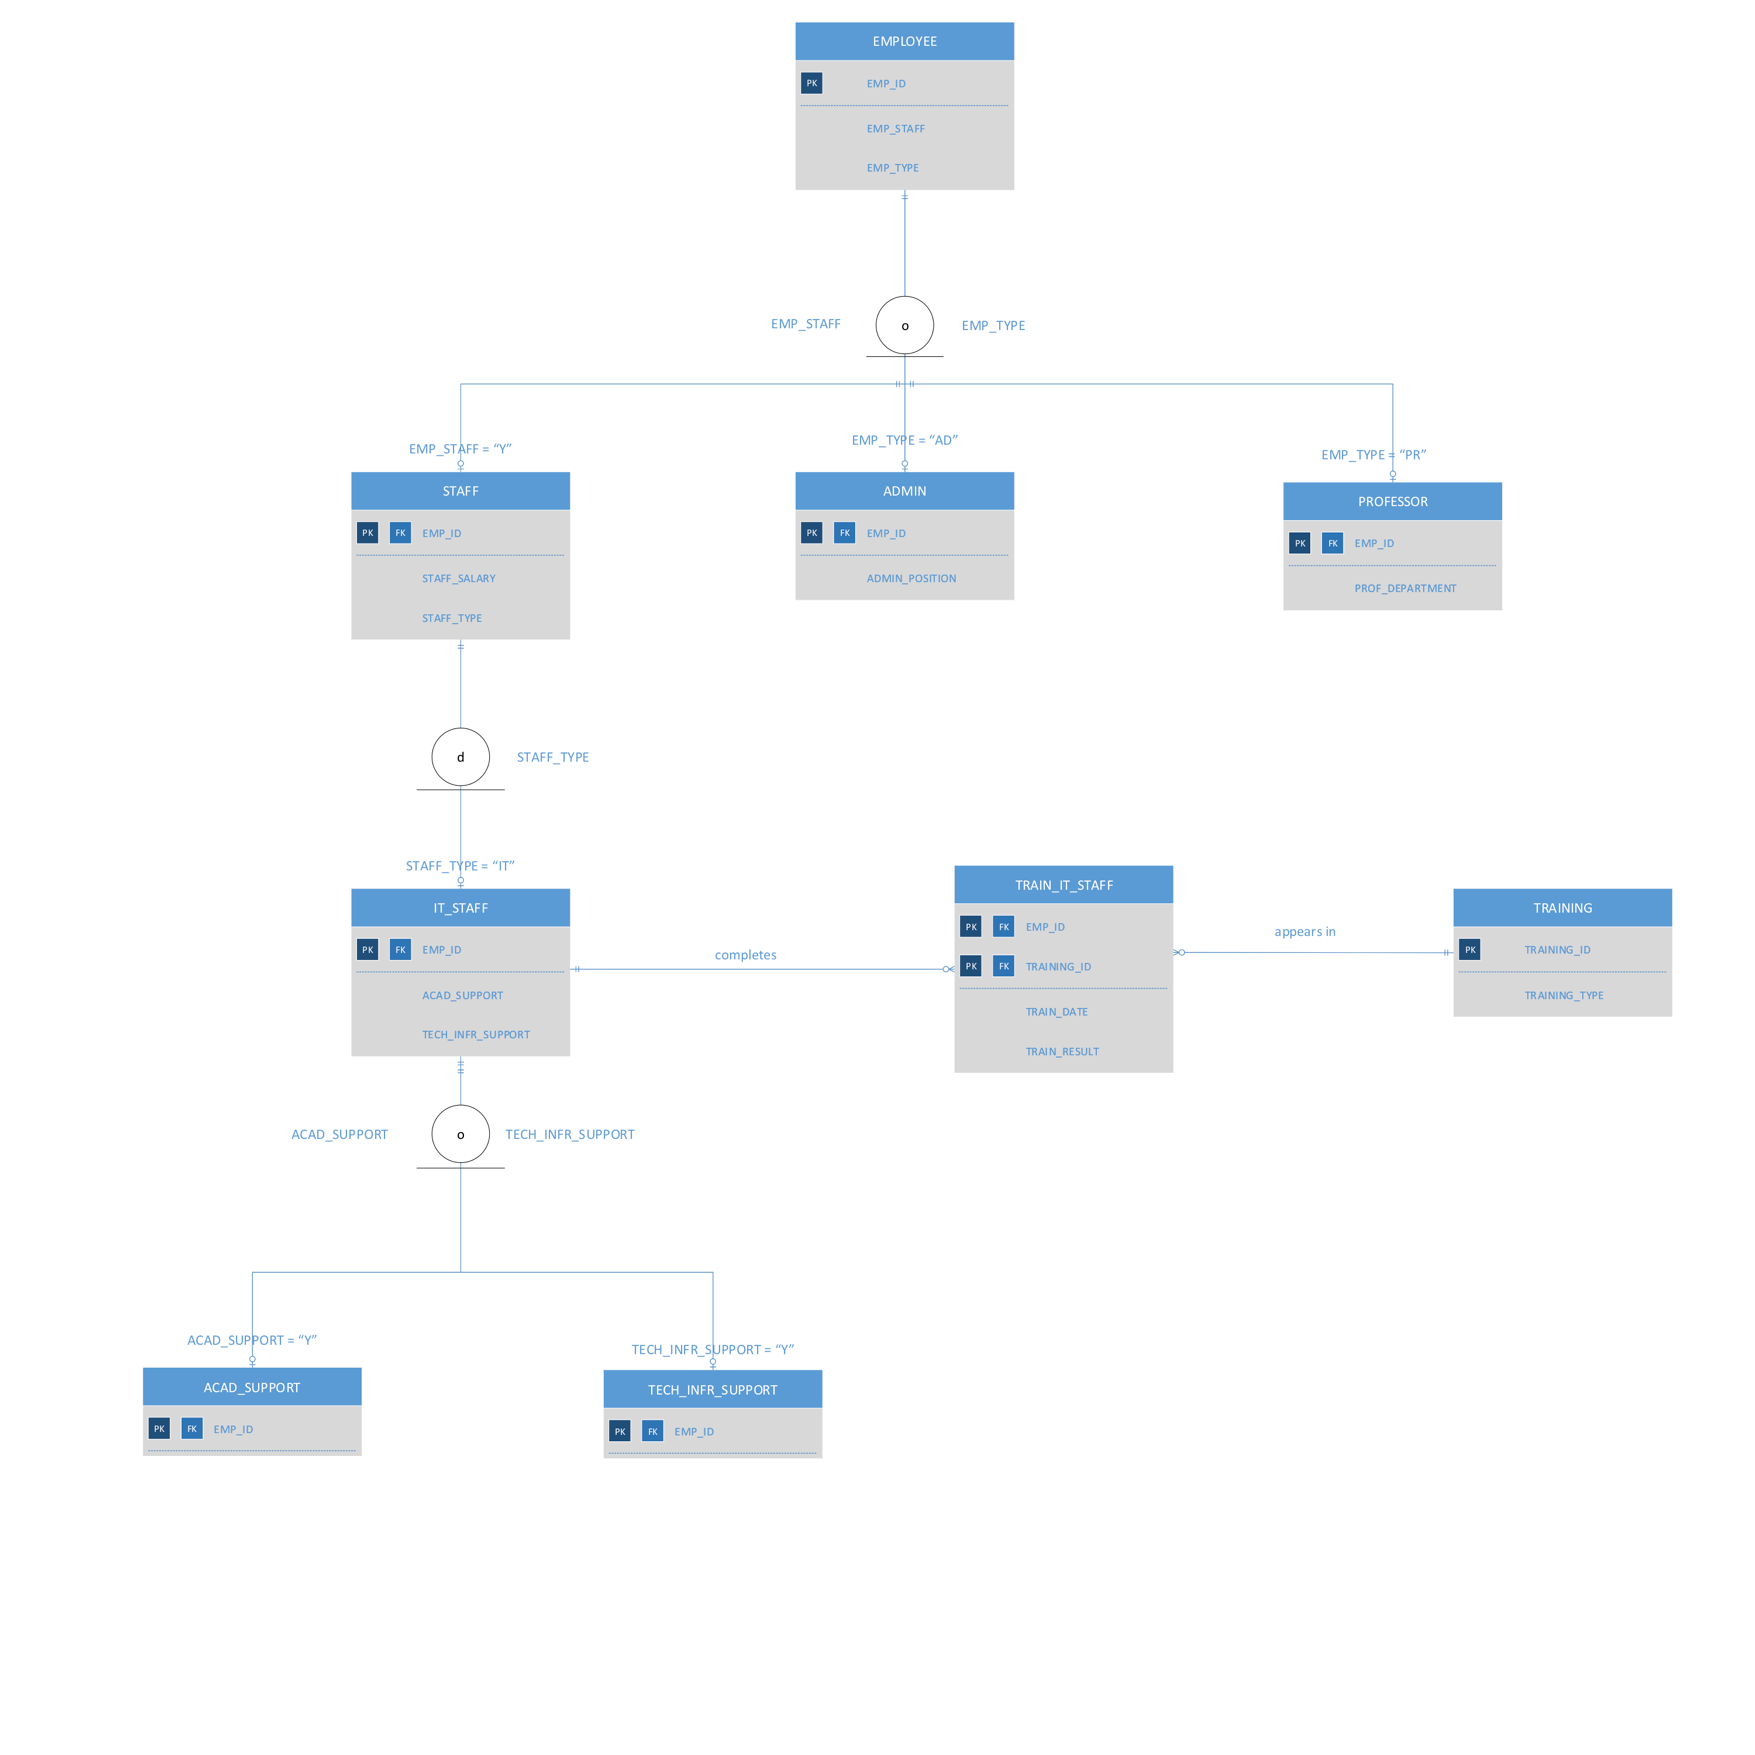 EMPLOYEE
PK EMP_ID
EMP_STAFF
EMP_TYPE
EMP_STAFF o EMP_TYPE
EMP_STAFF = “Y”
EMP_TYPE = “AD”
EMP_TYPE = “PR”
STAFF
PK FK EMP_ID
STAFF_SALARY
STAFF_TYPE
ADMIN
PK FK EMP_ID
ADMIN_POSITION
PROFESSOR
PK FK EMP_ID
PROF_DEPARTMENT
d STAFF_TYPE
STAFF_TYPE = “IT”
IT_STAFF
PK FK EMP_ID
ACAD_SUPPORT
TECH_INFR_SUPPORT
completes
TRAIN_IT_STAFF
PK FK EMP_ID
PK FK TRAINING_ID
TRAIN_DATE
TRAIN_RESULT
appears in
TRAINING
PK TRAINING_ID
TRAINING_TYPE
ACAD_SUPPORT o TECH_INFR_SUPPORT
ACAD_SUPPORT = “Y”
TECH_INFR_SUPPORT = “Y”
ACAD_SUPPORT
PK FK EMP_ID
TECH_INFR_SUPPORT
PK FK EMP_ID